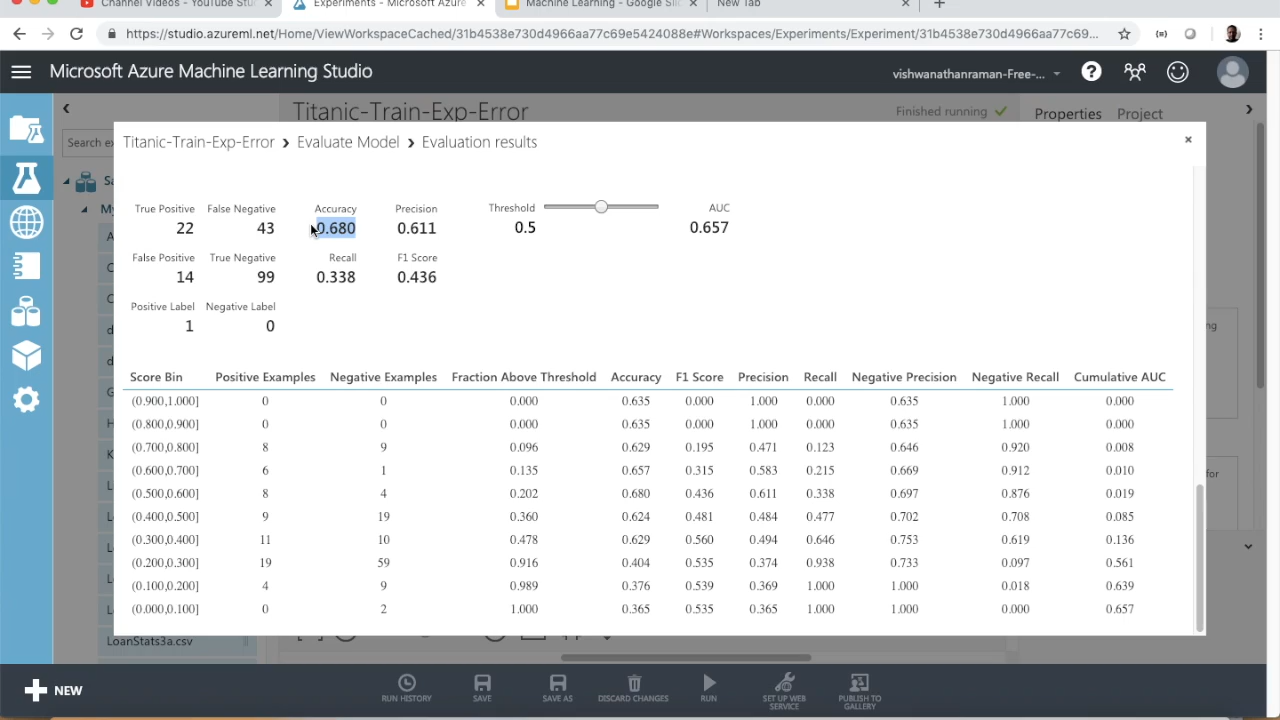 Channel Videos - YouTube Stu
Experiments - Microsoft Azure
Machine Learning - Google Slid
New Tab
https://studio.azureml.net/Home/ViewWorkspaceCached/31b4538e730d4966aa77c69e5424088e#Workspaces/Experiments/Experiment/31b4538e730d4966aa77c69...
Microsoft Azure Machine Learning Studio
vishwanathraman-Free-...
Titanic-Train-Exp-Error
Finished running
Properties Project
Search ex
Titanic-Train-Exp-Error > Evaluate Model > Evaluation results
True Positive False Negative Accuracy Precision Threshold AUC
22 43 0.680 0.611 0.5 0.657
False Positive True Negative Recall F1 Score
14 99 0.338 0.436
Positive Label Negative Label
1 0
Score Bin Positive Examples Negative Examples Fraction Above Threshold Accuracy F1 Score Precision Recall Negative Precision Negative Recall Cumulative AUC
(0.900,1.000] 0 0 0.000 0.635 0.000 1.000 0.000 0.635 1.000 0.000
(0.800,0.900] 0 0 0.000 0.635 0.000 1.000 0.000 0.635 1.000 0.000
(0.700,0.800] 8 9 0.096 0.629 0.195 0.471 0.123 0.646 0.920 0.008
(0.600,0.700] 6 1 0.135 0.657 0.315 0.583 0.215 0.669 0.912 0.010
(0.500,0.600] 8 4 0.202 0.680 0.436 0.611 0.338 0.697 0.876 0.019
(0.400,0.500] 9 19 0.360 0.624 0.481 0.484 0.477 0.702 0.708 0.085
(0.300,0.400] 11 10 0.478 0.629 0.560 0.494 0.646 0.753 0.619 0.136
(0.200,0.300] 19 59 0.916 0.404 0.535 0.374 0.938 0.733 0.097 0.561
(0.100,0.200] 4 9 0.989 0.376 0.539 0.369 1.000 1.000 0.018 0.639
(0.000,0.100] 0 2 1.000 0.365 0.535 0.365 1.000 1.000 0.000 0.657
LoanStats3a.csv
NEW
RUN HISTORY
SAVE
SAVE AS
DISCARD CHANGES
RUN
SET UP WEB
SERVICE
PUBLISH TO
GALLERY